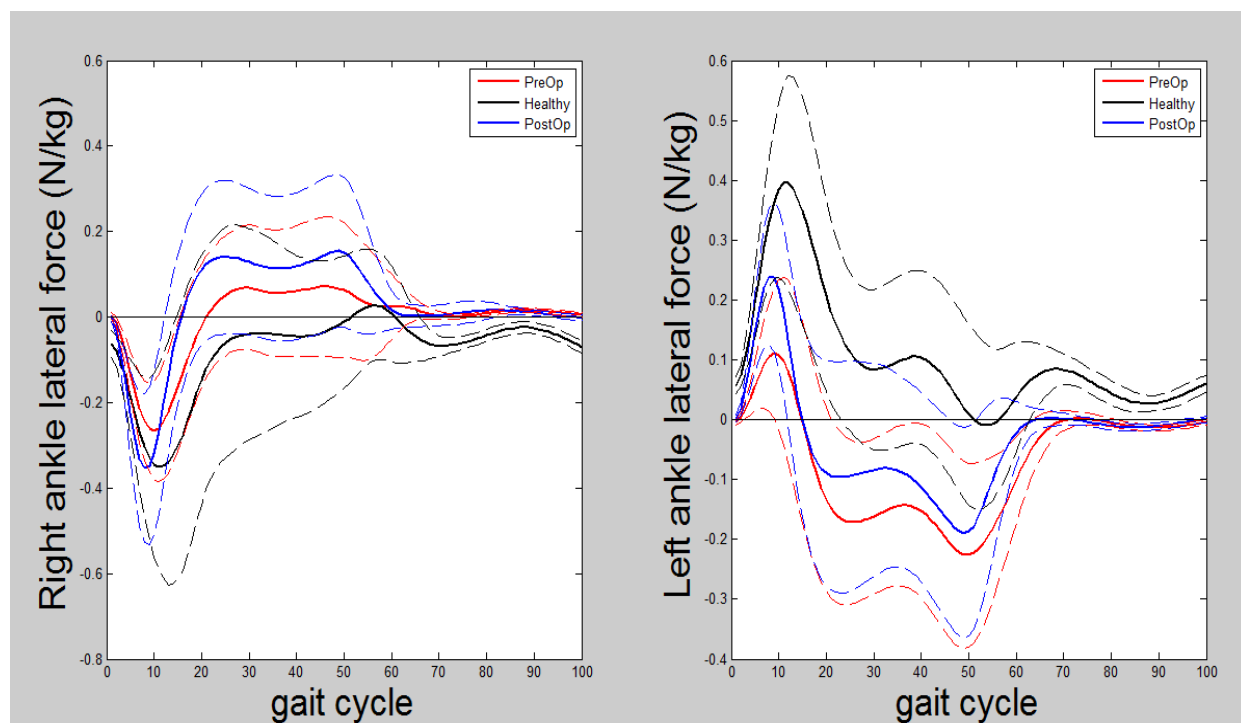 Right ankle lateral force (N/kg)
0.6
0.4
0.2
0
-0.2
-0.4
-0.6
-0.8
0 10 20 30 40 50 60 70 80 90 100
gait cycle
PreOp
Healthy
PostOp
Left ankle lateral force (N/kg)
0.6
0.5
0.4
0.3
0.2
0.1
0
-0.1
-0.2
-0.3
-0.4
0 10 20 30 40 50 60 70 80 90 100
gait cycle
PreOp
Healthy
PostOp